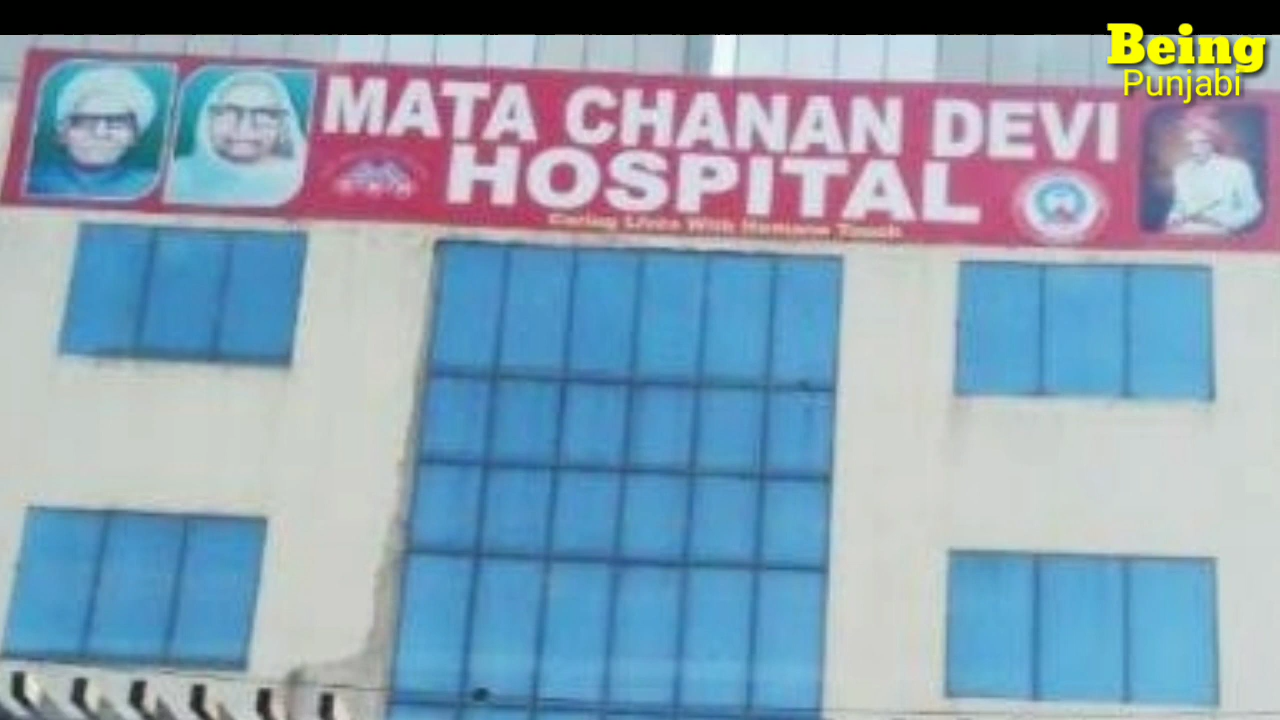 Being
Punjabi
MATA CHANAN DEVI
HOSPITAL
Caring Lives With Humane Touch